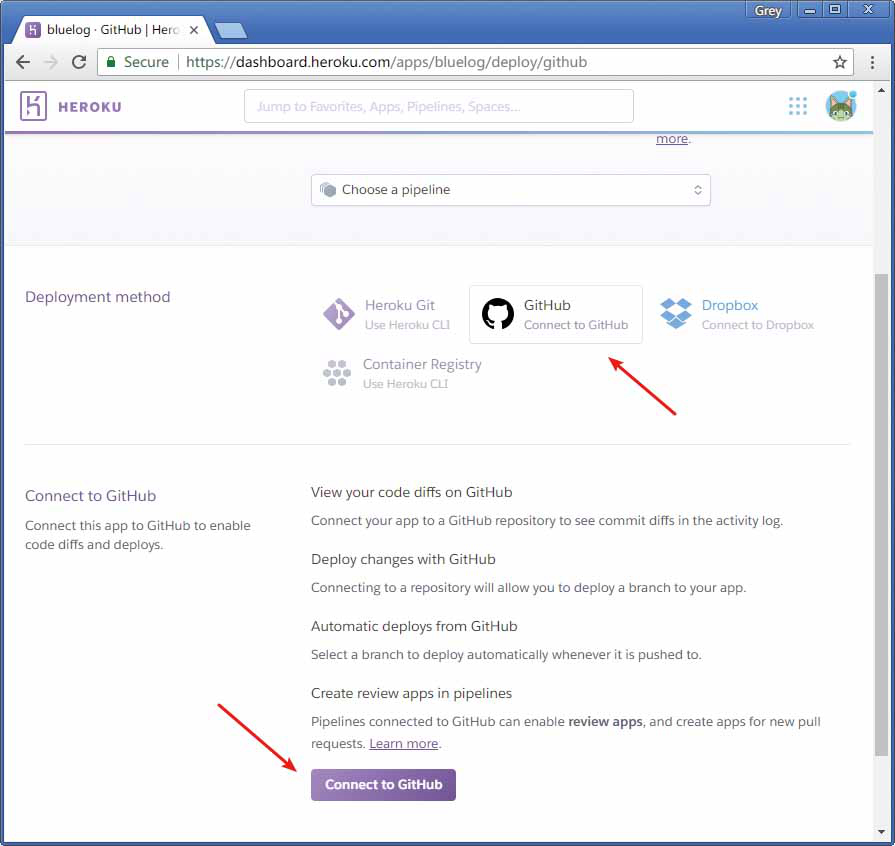 Grey
bluelog · GitHub | Hero
Secure https://dashboard.heroku.com/apps/bluelog/deploy/github
HEROKU
Jump to Favorites, Apps, Pipelines, Spaces...
more.
Choose a pipeline
Deployment method
Heroku Git
Use Heroku CLI
GitHub
Connect to GitHub
Dropbox
Connect to Dropbox
Container Registry
Use Heroku CLI
Connect to GitHub
Connect this app to GitHub to enable
code diffs and deploys.
View your code diffs on GitHub
Connect your app to a GitHub repository to see commit diffs in the activity log.
Deploy changes with GitHub
Connecting to a repository will allow you to deploy a branch to your app.
Automatic deploys from GitHub
Select a branch to deploy automatically whenever it is pushed to.
Create review apps in pipelines
Pipelines connected to GitHub can enable review apps, and create apps for new pull
requests. Learn more.
Connect to GitHub